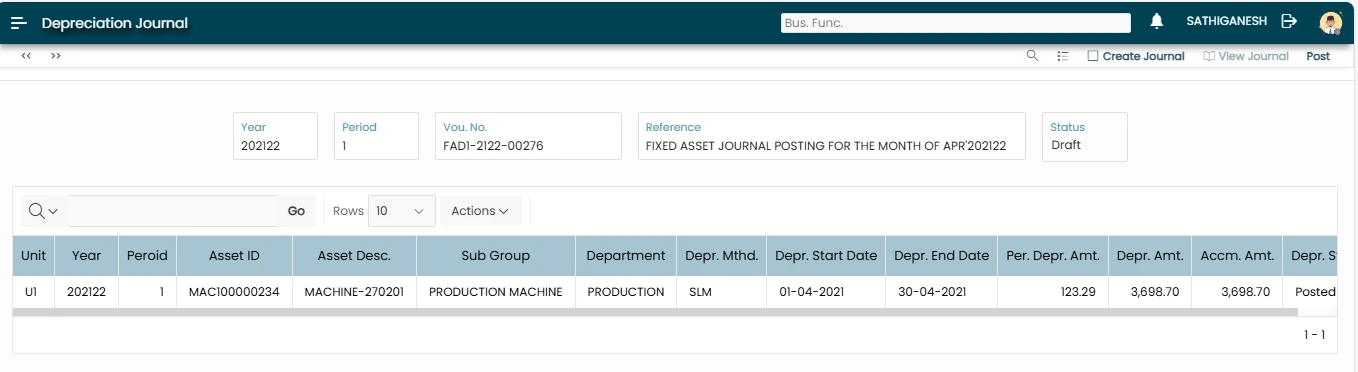 Depreciation Journal
Bus. Func.
SATHIGANESH
<< >>
Create Journal View Journal Post
Year Period Vou. No. Reference Status
202122 1 FAD1-2122-00276 FIXED ASSET JOURNAL POSTING FOR THE MONTH OF APR'202122 Draft
Go Rows 10 Actions
Unit Year Peroid Asset ID Asset Desc. Sub Group Department Depr. Mthd. Depr. Start Date Depr. End Date Per. Depr. Amt. Depr. Amt. Accm. Amt. Depr.
U1 202122 1 MAC100000234 MACHINE-270201 PRODUCTION MACHINE PRODUCTION SLM 01-04-2021 30-04-2021 123.29 3,698.70 3,698.70 Posted
1 - 1